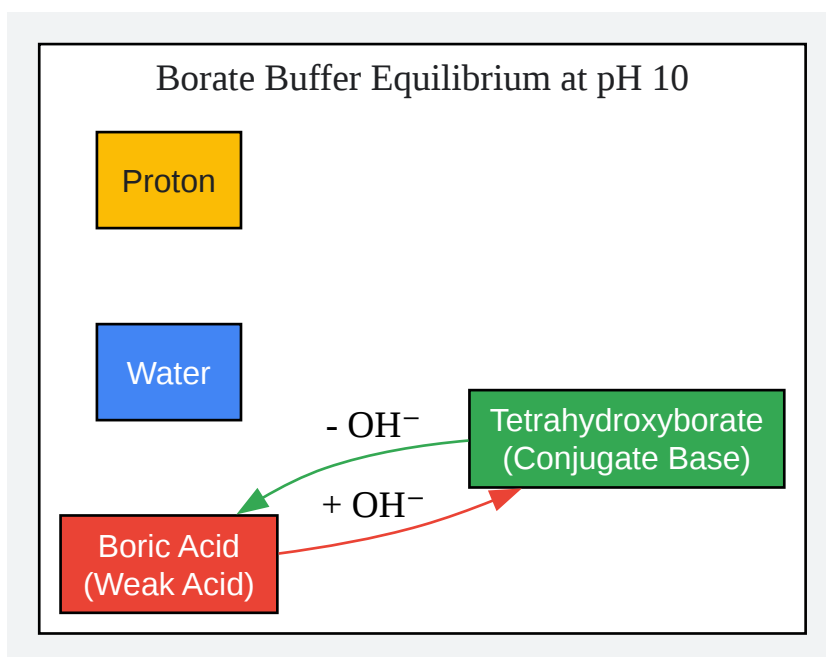 Borate Buffer Equilibrium at pH 10
Proton
Water
- OH⁻
Tetrahydroxyborate
(Conjugate Base)
+ OH⁻
Boric Acid
(Weak Acid)